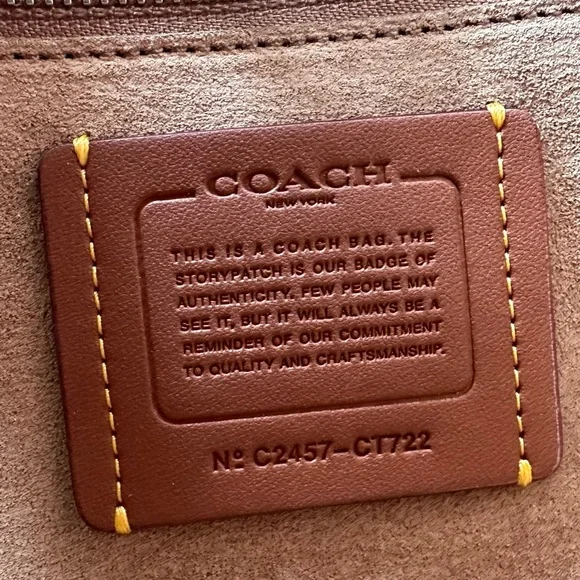 COACH
NEW YORK
THIS IS A COACH BAG. THE
STORYPATCH IS OUR BADGE OF
AUTHENTICITY. FEW PEOPLE MAY
SEE IT, BUT IT WILL ALWAYS BE A
REMINDER OF OUR COMMITMENT
TO QUALITY AND CRAFTSMANSHIP.
Nº C2457-CT722